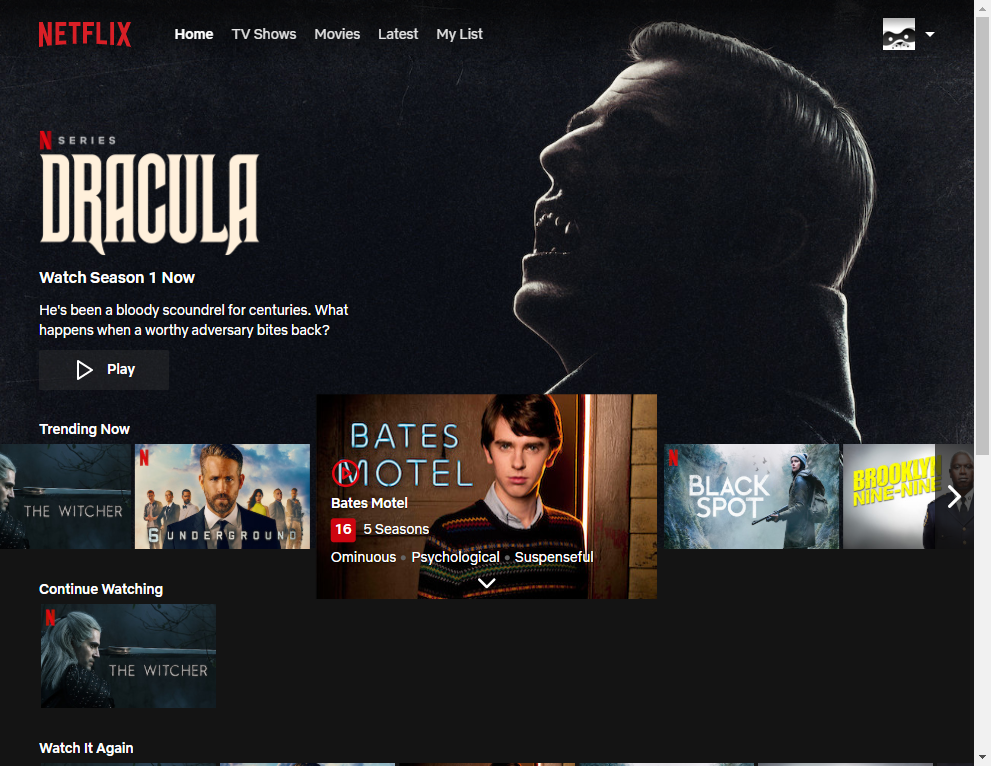 NETFLIX
Home TV Shows Movies Latest My List
N SERIES
DRACULA
Watch Season 1 Now
He's been a bloody scoundrel for centuries. What
happens when a worthy adversary bites back?
Play
Trending Now
THE WITCHER
N
6 UNDERGROUND
BATES
MOTEL
Bates Motel
16 5 Seasons
Ominuous • Psychological • Suspenseful
N
BLACK
SPOT
BROOKLYN
NINE-NINE
Continue Watching
N
THE WITCHER
Watch It Again